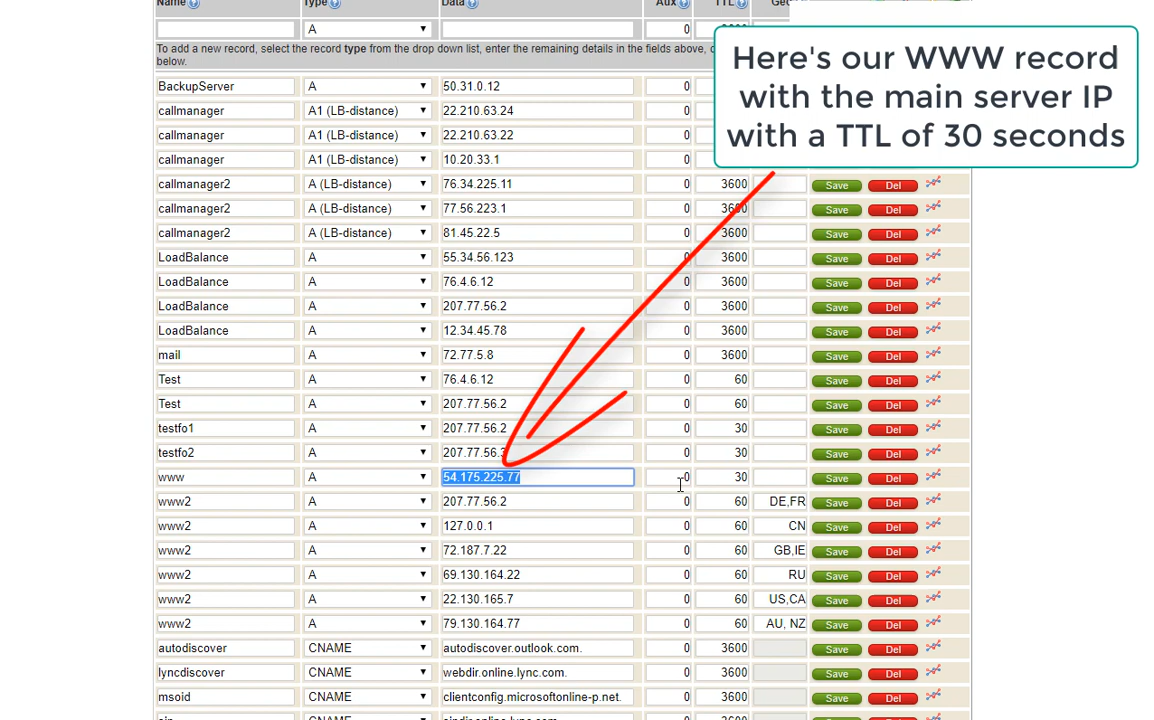 Name Type Data Aux TTL Geo
A 0
To add a new record, select the record type from the drop down list, enter the remaining details in the fields above,
below.
Here's our WWW record
with the main server IP
with a TTL of 30 seconds
BackupServer A 50.31.0.12 0
callmanager A1 (LB-distance) 22.210.63.24 0
callmanager A1 (LB-distance) 22.210.63.22 0
callmanager A1 (LB-distance) 10.20.33.1 0
callmanager2 A (LB-distance) 76.34.225.11 0 3600 Save Del
callmanager2 A (LB-distance) 77.56.223.1 0 3600 Save Del
callmanager2 A (LB-distance) 81.45.22.5 0 3600 Save Del
LoadBalance A 55.34.56.123 0 3600 Save Del
LoadBalance A 76.4.6.12 0 3600 Save Del
LoadBalance A 207.77.56.2 0 3600 Save Del
LoadBalance A 12.34.45.78 0 3600 Save Del
mail A 72.77.5.8 0 3600 Save Del
Test A 76.4.6.12 0 60 Save Del
Test A 207.77.56.2 0 60 Save Del
testfo1 A 207.77.56.2 0 30 Save Del
testfo2 A 207.77.56.3 0 30 Save Del
www A 54.175.225.77 0 30 Save Del
www2 A 207.77.56.2 0 60 DE,FR Save Del
www2 A 127.0.0.1 0 60 CN Save Del
www2 A 72.187.7.22 0 60 GB,IE Save Del
www2 A 69.130.164.22 0 60 RU Save Del
www2 A 22.130.165.7 0 60 US,CA Save Del
www2 A 79.130.164.77 0 60 AU, NZ Save Del
autodiscover CNAME autodiscover.outlook.com. 0 3600 Save Del
lyncdiscover CNAME webdir.online.lync.com. 0 3600 Save Del
msoid CNAME clientconfig.microsoftonline-p.net. 0 3600 Save Del
sip CNAME sipdir.online.lync.com. 0 3600